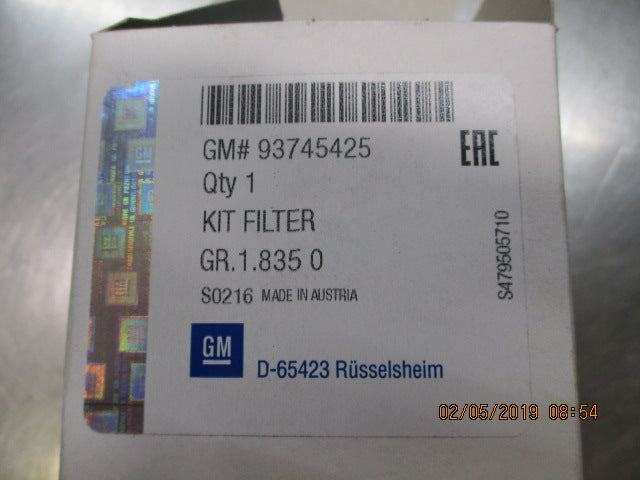 GM# 93745425
EAC
Qty 1
KIT FILTER
GR.1.835 0
S0216 MADE IN AUSTRIA
S479505710
GM
D-65423 Rüsselsheim
02/05/2019 08:54